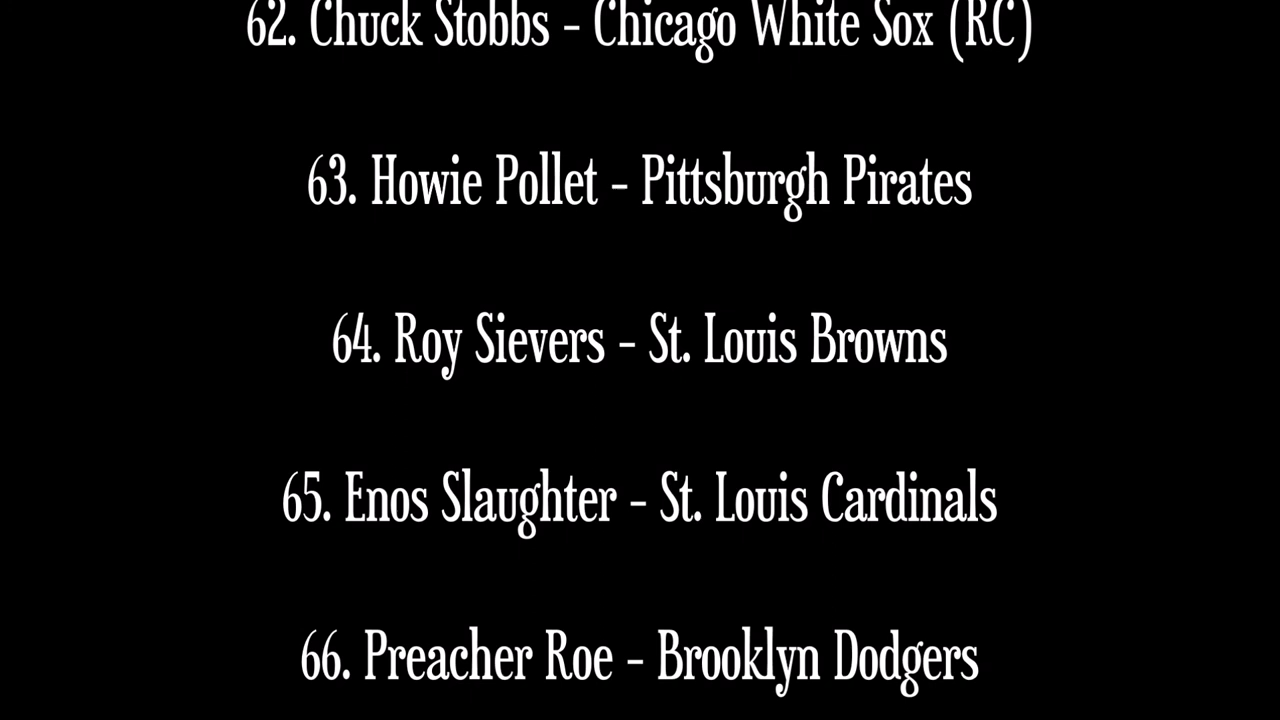 62. Chuck Stobbs - Chicago White Sox (RC)
63. Howie Pollet - Pittsburgh Pirates
64. Roy Sievers - St. Louis Browns
65. Enos Slaughter - St. Louis Cardinals
66. Preacher Roe - Brooklyn Dodgers